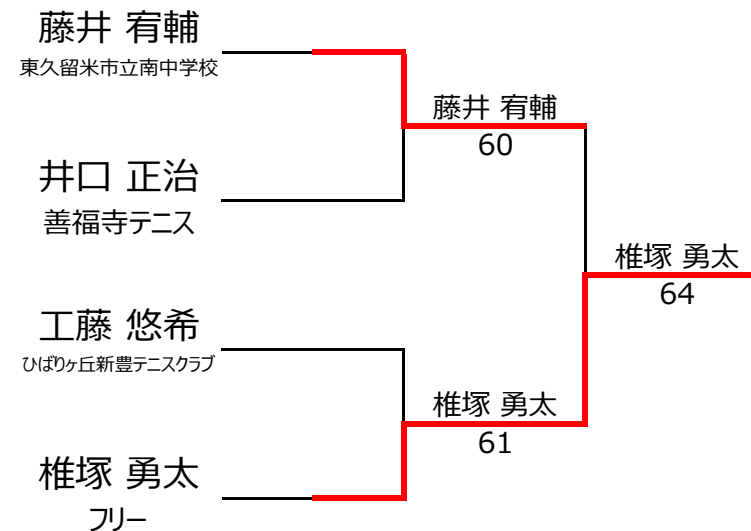 藤井 宥輔
東久留米市立南中学校
藤井 宥輔
60
井口 正治
善福寺テニス
椎塚 勇太
64
工藤 悠希
ひばりヶ丘新豊テニスクラブ
椎塚 勇太
61
椎塚 勇太
フリー